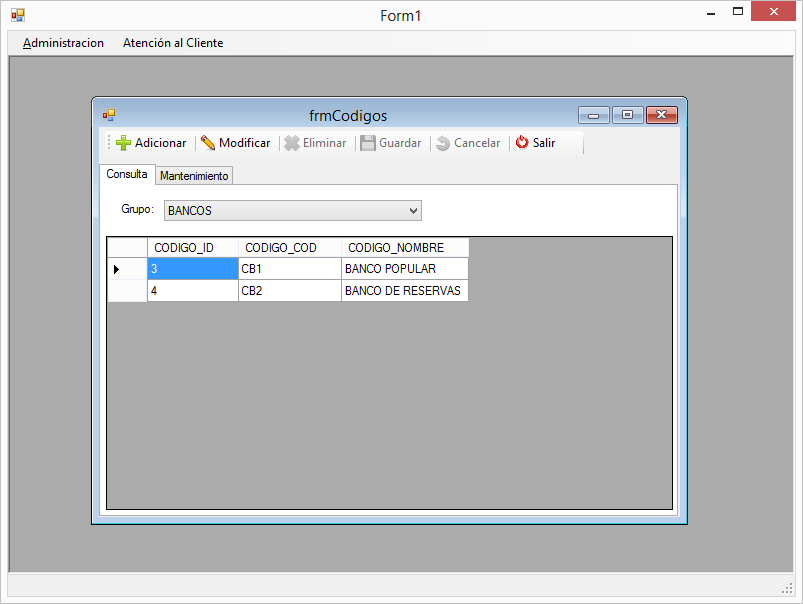 Form1
Administracion Atención al Cliente
frmCodigos
Adicionar Modificar Eliminar Guardar Cancelar Salir
Consulta Mantenimiento
Grupo: BANCOS
CODIGO_ID CODIGO_COD CODIGO_NOMBRE
3 CB1 BANCO POPULAR
4 CB2 BANCO DE RESERVAS